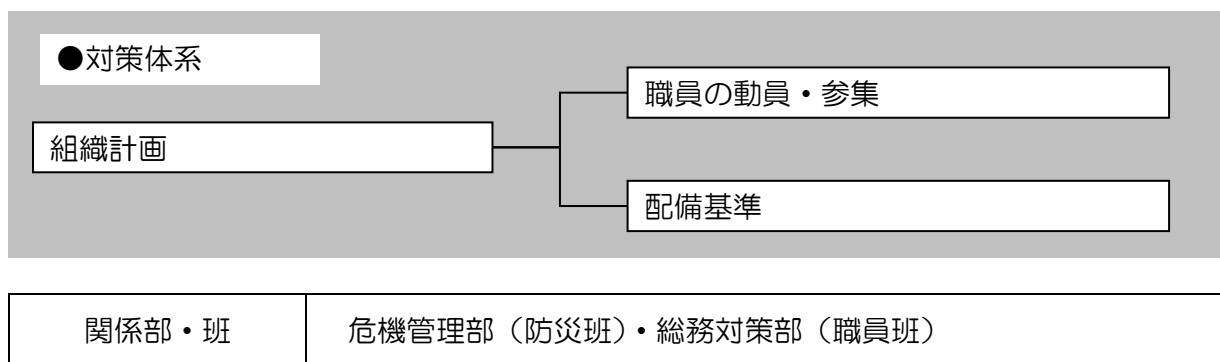 ●対策体系
職員の動員・参集
組織計画
配備基準
関係部・班
危機管理部（防災班）・総務対策部（職員班）